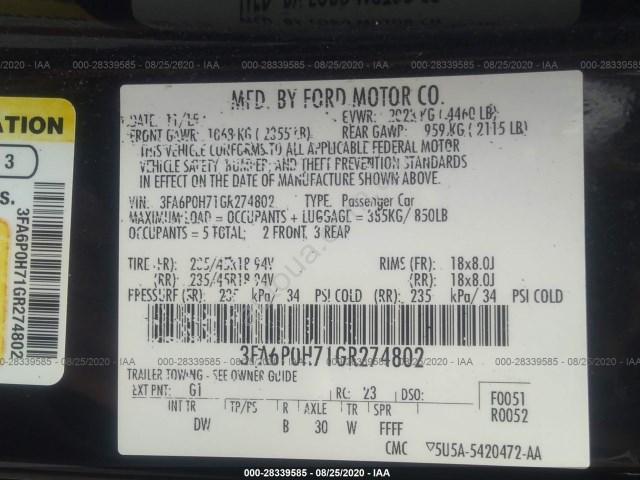 000-28339585 - 08/25/2020 - IAA
MFD. BY FORD MOTOR CO.
DATE: 11/15 GVWR: 2023 KG (4460 LB)
FRONT GAWR: 1068 KG (2355 LB) REAR GAWR: 959 KG (2115 LB)
THIS VEHICLE CONFORMS TO ALL APPLICABLE FEDERAL MOTOR
VEHICLE SAFETY, BUMPER, AND THEFT PREVENTION STANDARDS
IN EFFECT ON THE DATE OF MANUFACTURE SHOWN ABOVE.
VIN: 3FA6P0H71GR274802 TYPE: Passenger Car
MAXIMUM LOAD = OCCUPANTS + LUGGAGE = 385KG/850LB
OCCUPANTS = 5 TOTAL; 2 FRONT, 3 REAR
TIRE (FR): 235/45R18 94V RIMS (FR): 18x8.0J
(RR): 235/45R18 94V (RR): 18x8.0J
PRESSURE (FR): 235 kPa/34 PSI COLD (RR): 235 kPa/34 PSI COLD
3FA6P0H71GR274802
TRAILER TOWING - SEE OWNER GUIDE
EXT PNT: G1 RC: 23 DSO: F0051
INT TR TP/PS R AXLE TR SPR R0052
DW B 30 W FFFF
CMC 5U5A-5420472-AA
ATION
3
S.
3FA6P0H71GR274802
000-28339585 - 08/25/2020 - IAA